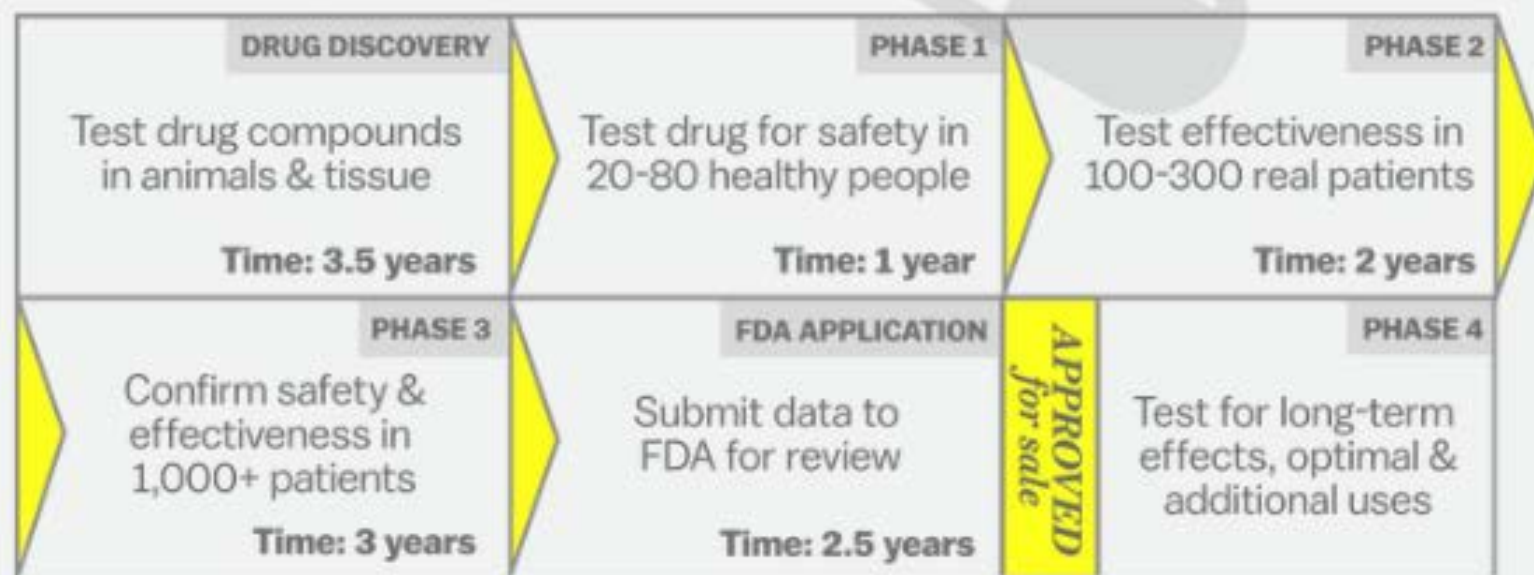 DRUG DISCOVERY
Test drug compounds
in animals & tissue
Time: 3.5 years
PHASE 1
Test drug for safety in
20-80 healthy people
Time: 1 year
PHASE 2
Test effectiveness in
100-300 real patients
Time: 2 years
PHASE 3
Confirm safety &
effectiveness in
1,000+ patients
Time: 3 years
FDA APPLICATION
Submit data to
FDA for review
Time: 2.5 years
APPROVED
for sale
PHASE 4
Test for long-term
effects, optimal &
additional uses